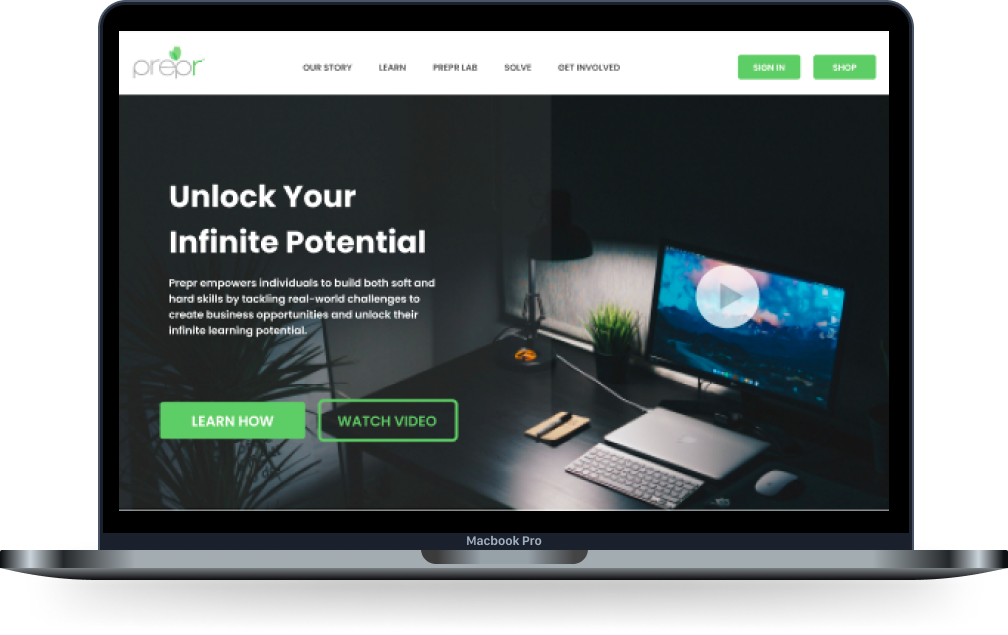 prepr
OUR STORY LEARN PREPR LAB SOLVE GET INVOLVED SIGN IN SHOP
Unlock Your
Infinite Potential
Prepr empowers individuals to build both soft and
hard skills by tackling real-world challenges to
create business opportunities and unlock their
infinite learning potential.
LEARN HOW WATCH VIDEO
Macbook Pro